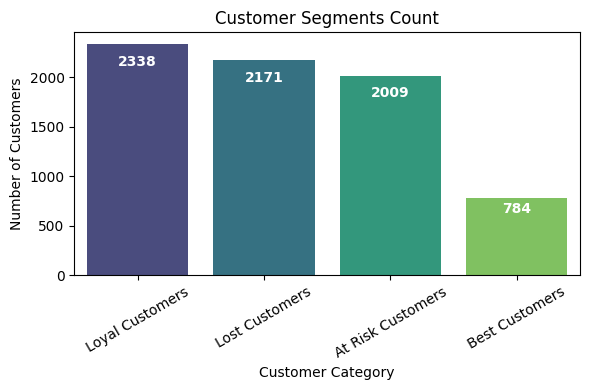 Customer Segments Count
Number of Customers
2000
1500
1000
500
0
2338
2171
2009
784
Loyal Customers
Lost Customers
At Risk Customers
Best Customers
Customer Category